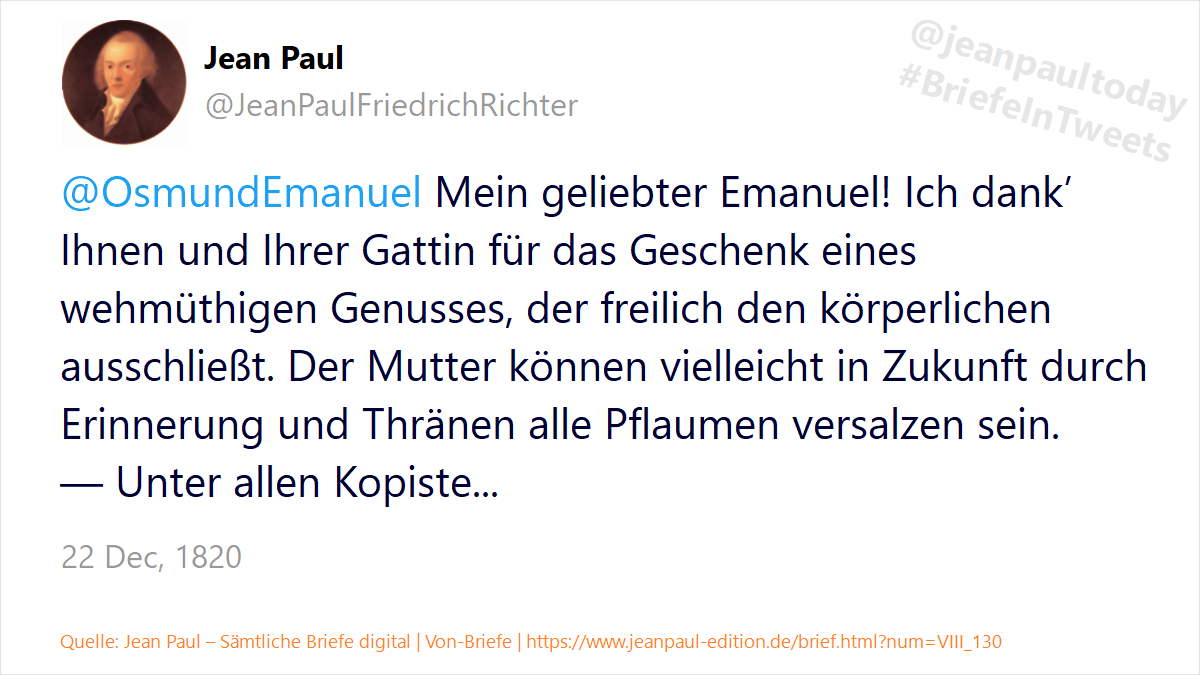 Jean Paul
@JeanPaulFriedrichRichter
@jeanpaultoday
#BriefeInTweets
@OsmundEmanuel Mein geliebter Emanuel! Ich dank’
Ihnen und Ihrer Gattin für das Geschenk eines
wehmüthigen Genusses, der freilich den körperlichen
ausschließt. Der Mutter können vielleicht in Zukunft durch
Erinnerung und Thränen alle Pflaumen versalzen sein.
— Unter allen Kopiste...
22 Dec, 1820
Quelle: Jean Paul – Sämtliche Briefe digital | Von-Briefe | https://www.jeanpaul-edition.de/brief.html?num=VIII_130